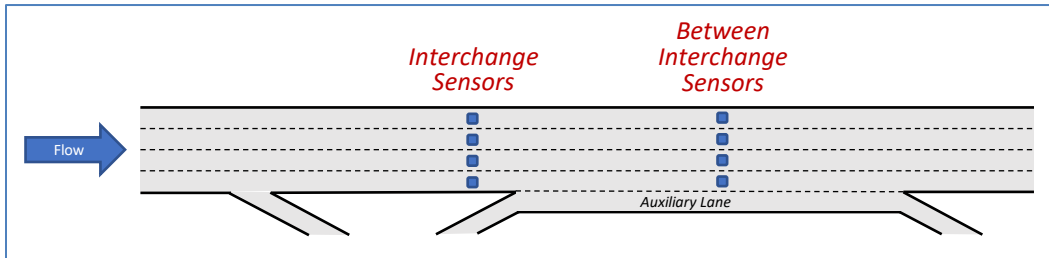 Interchange
Sensors
Between
Interchange
Sensors
Flow
Auxiliary Lane